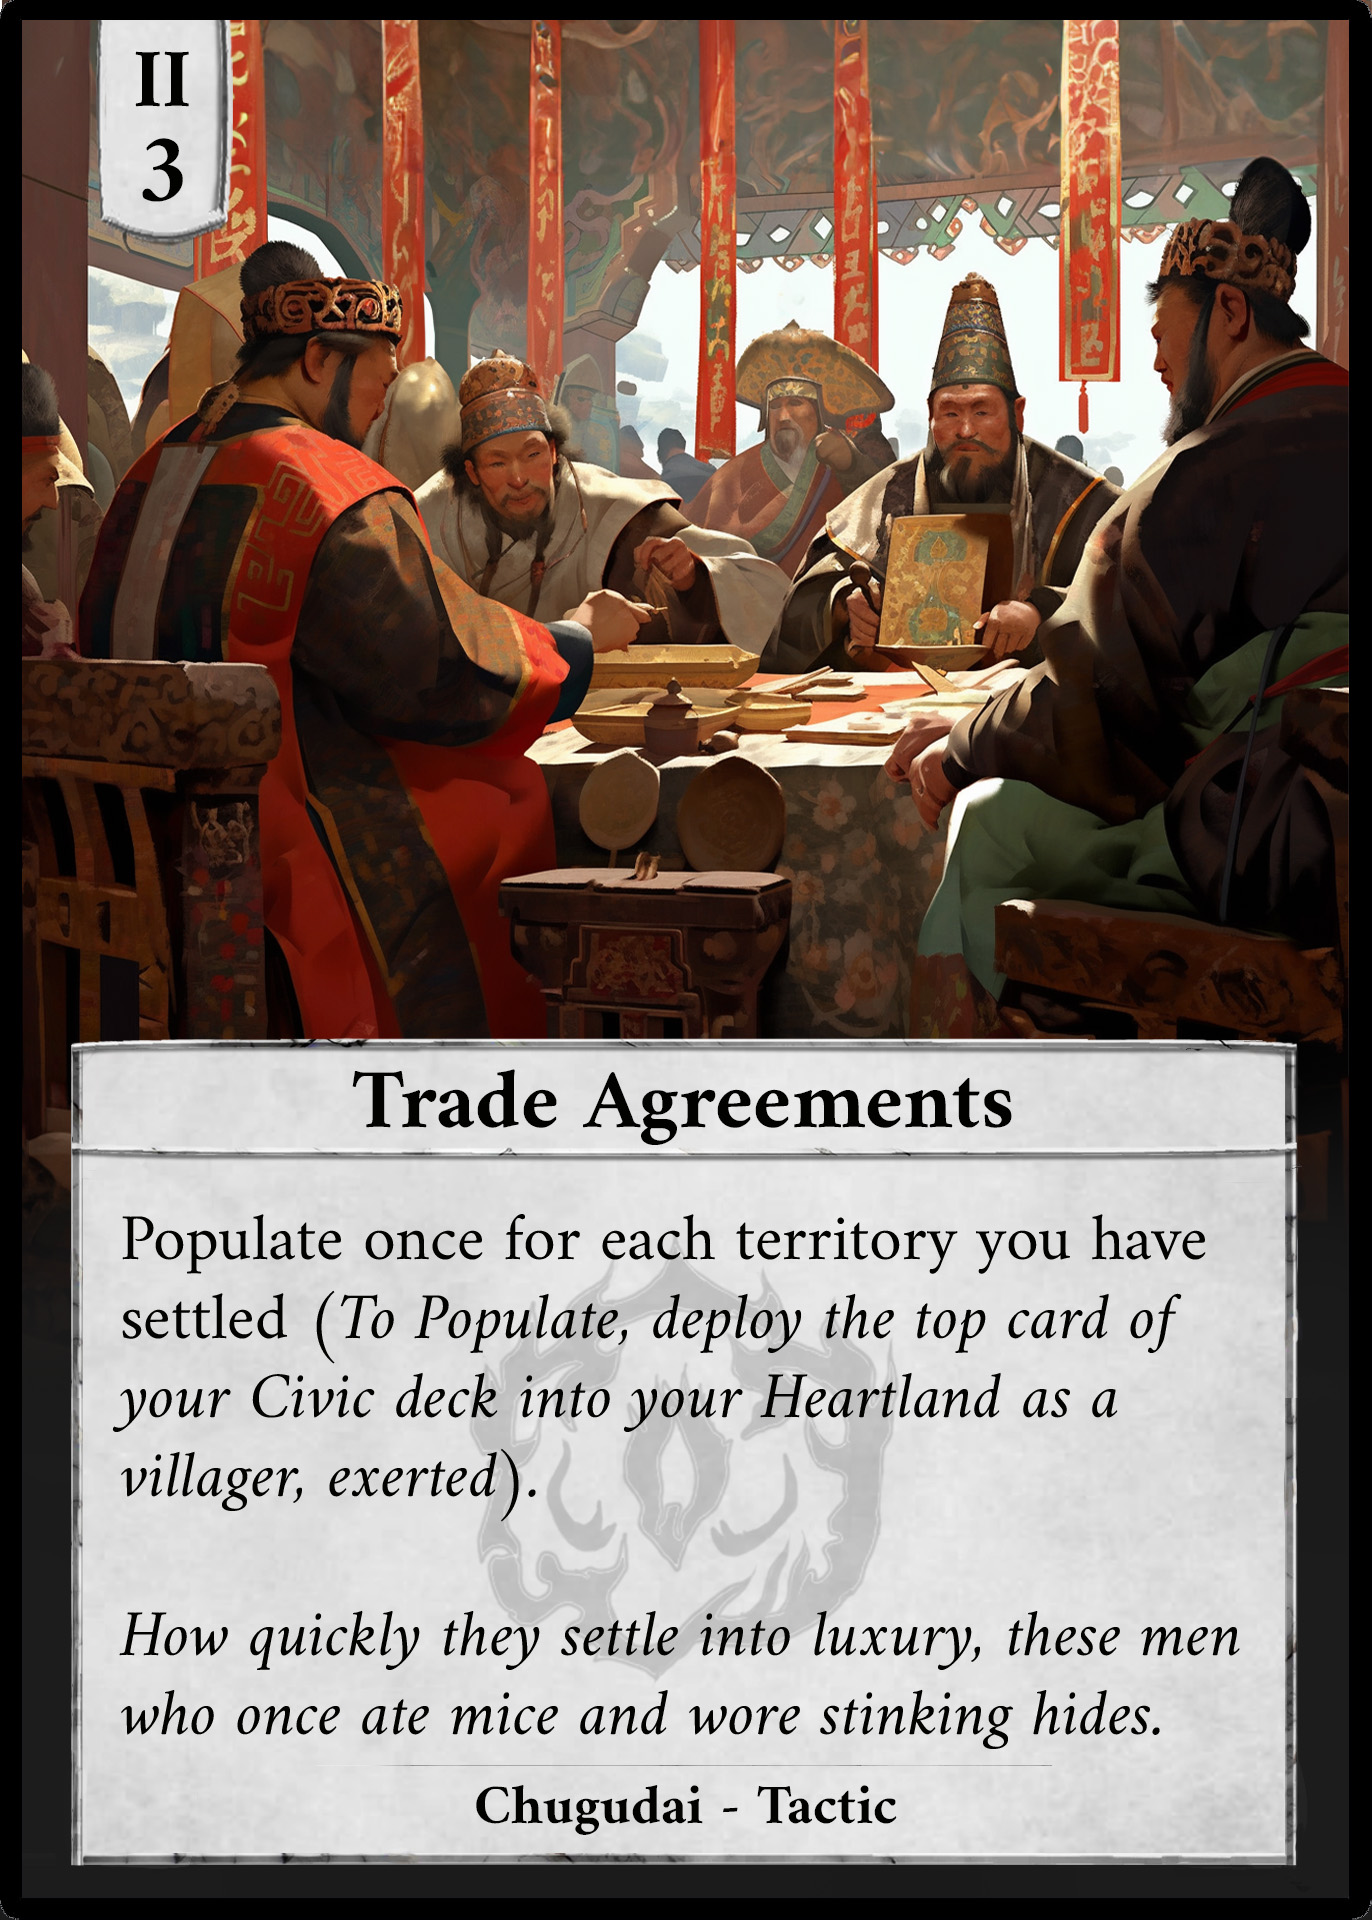 II
3
Trade Agreements
Populate once for each territory you have
settled (To Populate, deploy the top card of
your Civic deck into your Heartland as a
villager, exerted).
How quickly they settle into luxury, these men
who once ate mice and wore stinking hides.
Chugudai - Tactic